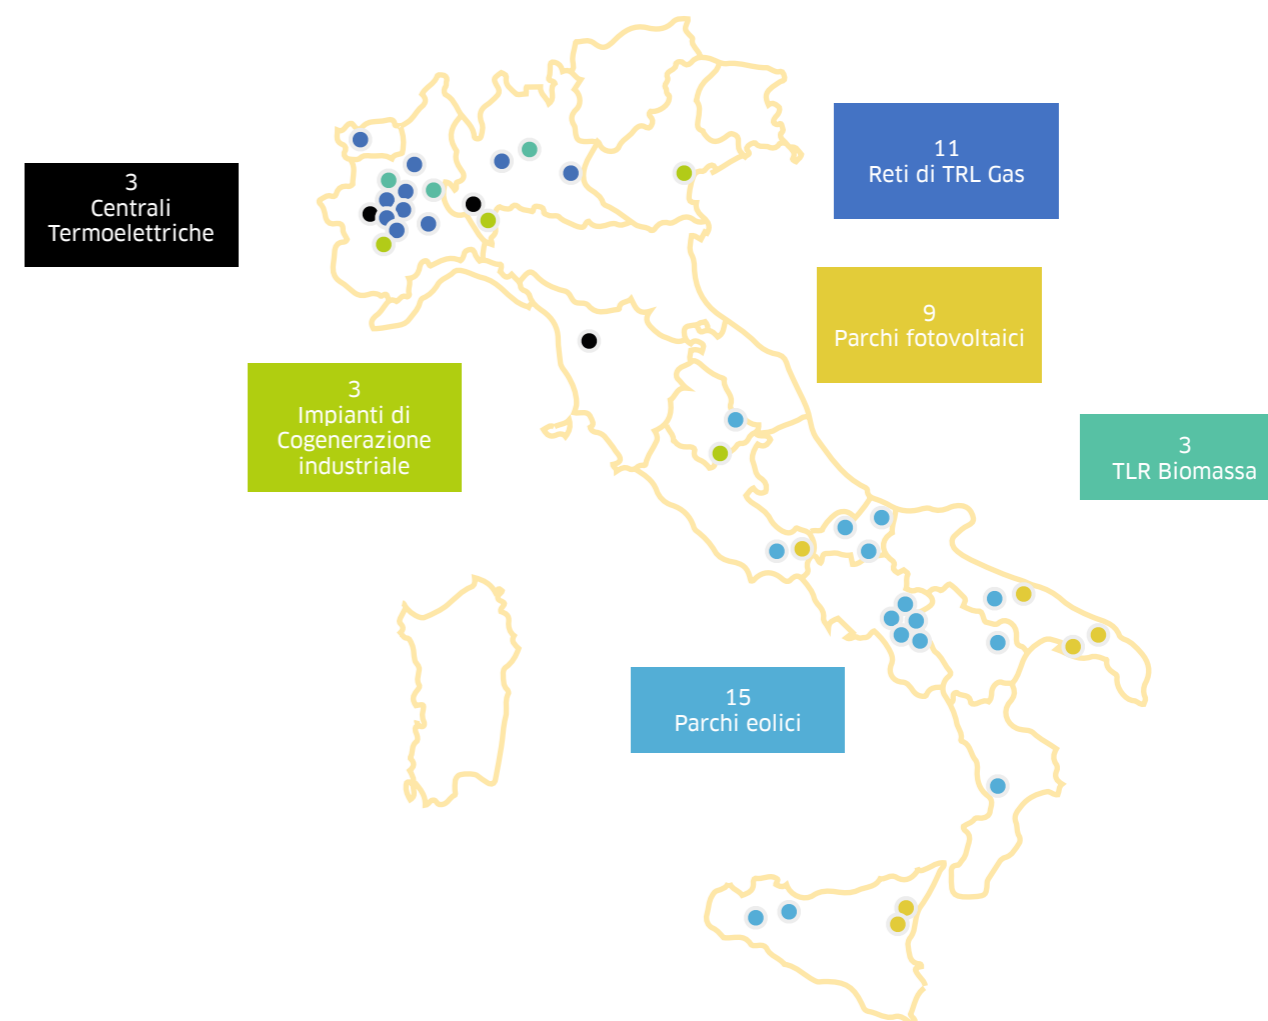 11
Reti di TRL Gas
3
Centrali
Termoelettriche
9
Parchi fotovoltaici
3
Impianti di
Cogenerazione
industriale
3
TLR Biomassa
15
Parchi eolici